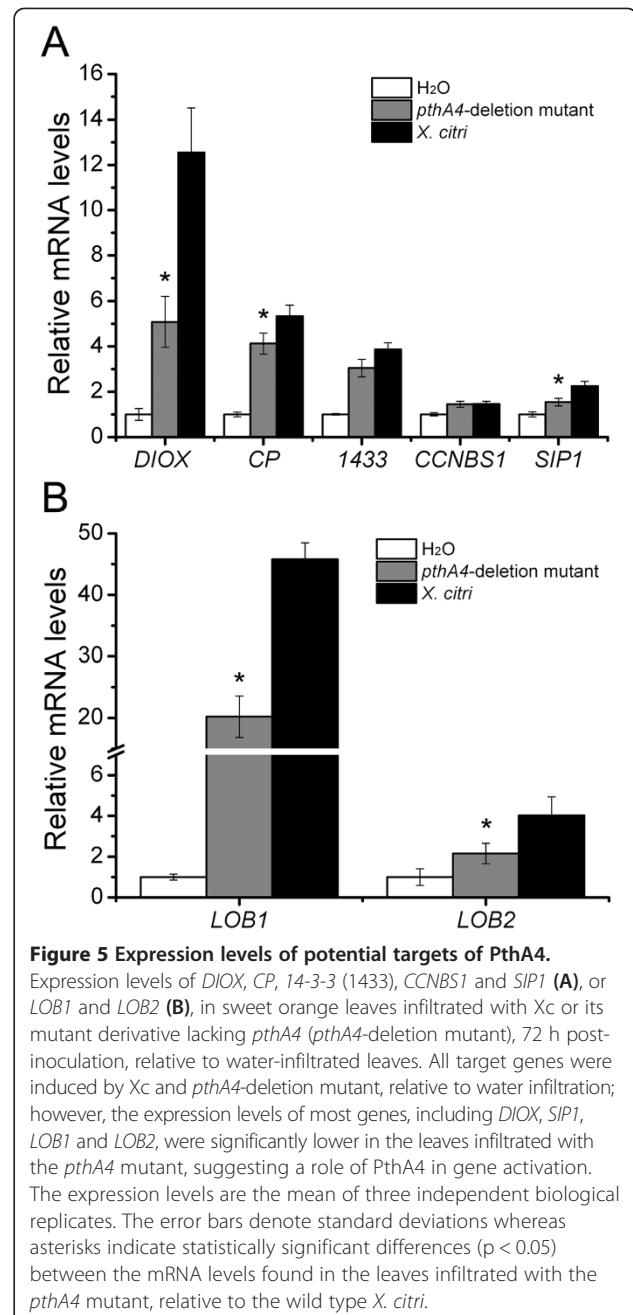 A
16
14
12
10
8
6
4
2
0
Relative mRNA levels
H₂O
pthA4-deletion mutant
X. citri
*
*
*
DIOX CP 1433 CCNBS1 SIP1
B
50
40
30
20
6
4
2
0
Relative mRNA levels
H₂O
pthA4-deletion mutant
X. citri
*
*
LOB1 LOB2
Figure 5 Expression levels of potential targets of PthA4.
Expression levels of DIOX, CP, 14-3-3 (1433), CCNBS1 and SIP1 (A), or
LOB1 and LOB2 (B), in sweet orange leaves infiltrated with Xc or its
mutant derivative lacking pthA4 (pthA4-deletion mutant), 72 h post-
inoculation, relative to water-infiltrated leaves. All target genes were
induced by Xc and pthA4-deletion mutant, relative to water infiltration;
however, the expression levels of most genes, including DIOX, SIP1,
LOB1 and LOB2, were significantly lower in the leaves infiltrated with
the pthA4 mutant, suggesting a role of PthA4 in gene activation.
The expression levels are the mean of three independent biological
replicates. The error bars denote standard deviations whereas
asterisks indicate statistically significant differences (p < 0.05)
between the mRNA levels found in the leaves infiltrated with the
pthA4 mutant, relative to the wild type X. citri.